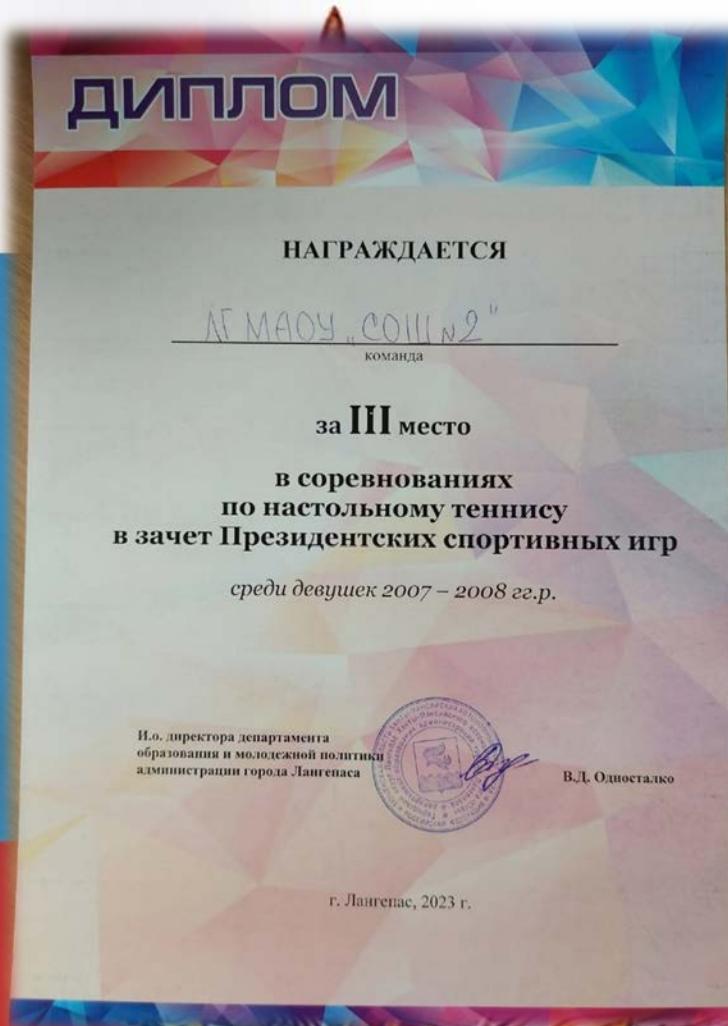 ДИПЛОМ
НАГРАЖДАЕТСЯ
ЛГ МАОУ „СОШ №2"
команда
за III место
в соревнованиях
по настольному теннису
в зачет Президентских спортивных игр
среди девушек 2007 – 2008 гг.р.
И.о. директора департамента
образования и молодежной политики
администрации города Лангепаса
В.Д. Односталко
г. Лангепас, 2023 г.